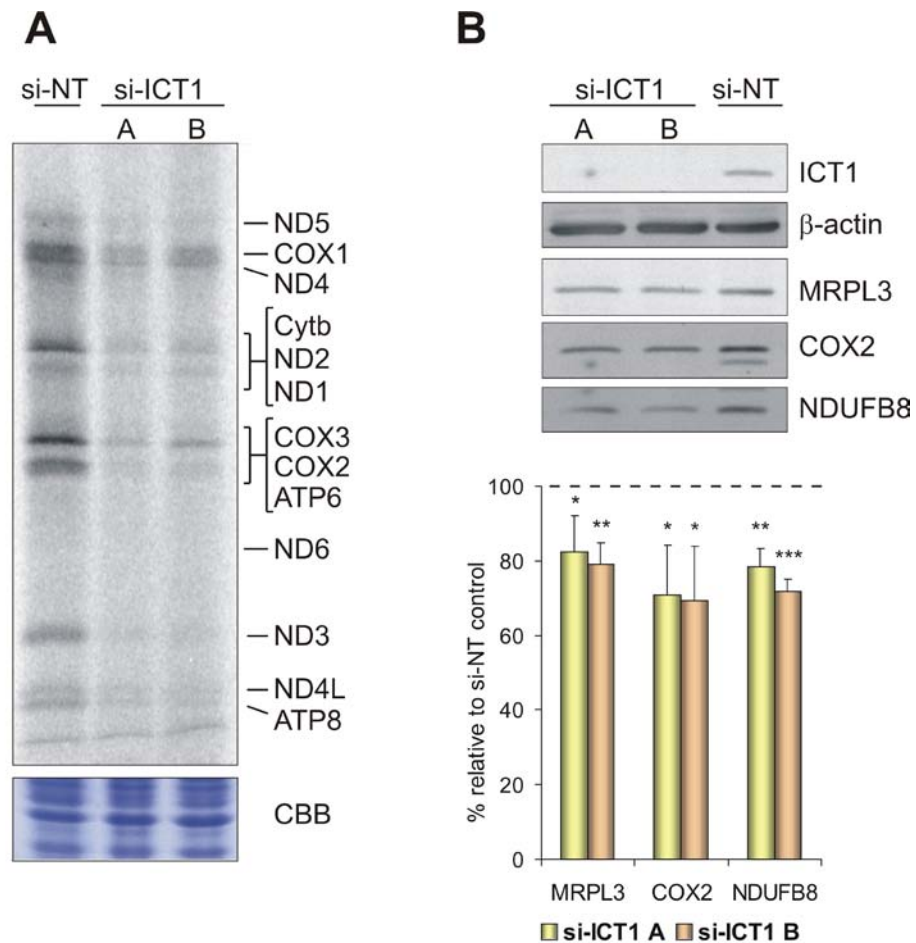 A
si-NT si-ICT1
A B
ND5
COX1
ND4
Cytb
ND2
ND1
COX3
COX2
ATP6
ND6
ND3
ND4L
ATP8
CBB
B
si-ICT1 si-NT
A B
ICT1
β-actin
MRPL3
COX2
NDUFB8
% relative to si-NT control
100
80
60
40
20
0
* ** * * ** ***
MRPL3 COX2 NDUFB8
si-ICT1 A si-ICT1 B